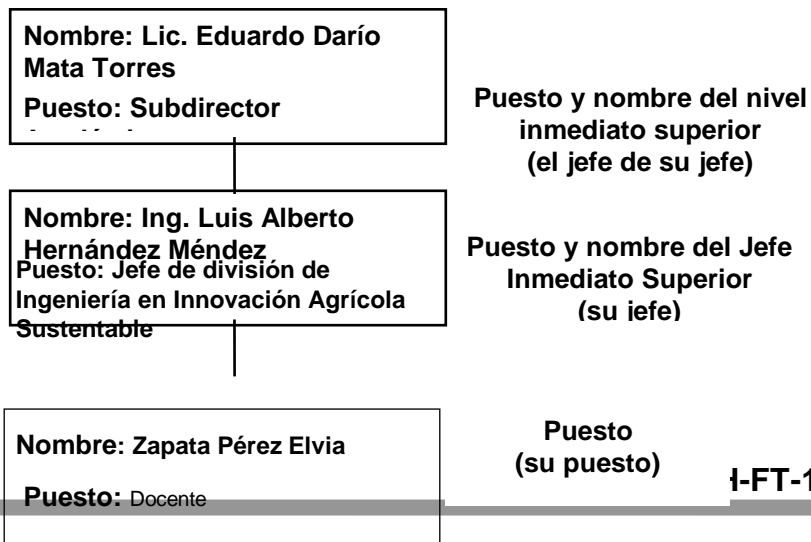 Nombre: Lic. Eduardo Darío
Mata Torres
Puesto: Subdirector
Puesto y nombre del nivel
inmediato superior
(el jefe de su jefe)
Nombre: Ing. Luis Alberto
Hernández Méndez
Puesto: Jefe de división de
Ingeniería en Innovación Agrícola
Sustentable
Puesto y nombre del Jefe
Inmediato Superior
(su jefe)
Nombre: Zapata Pérez Elvia
Puesto: Docente
Puesto
(su puesto)
-FT-1